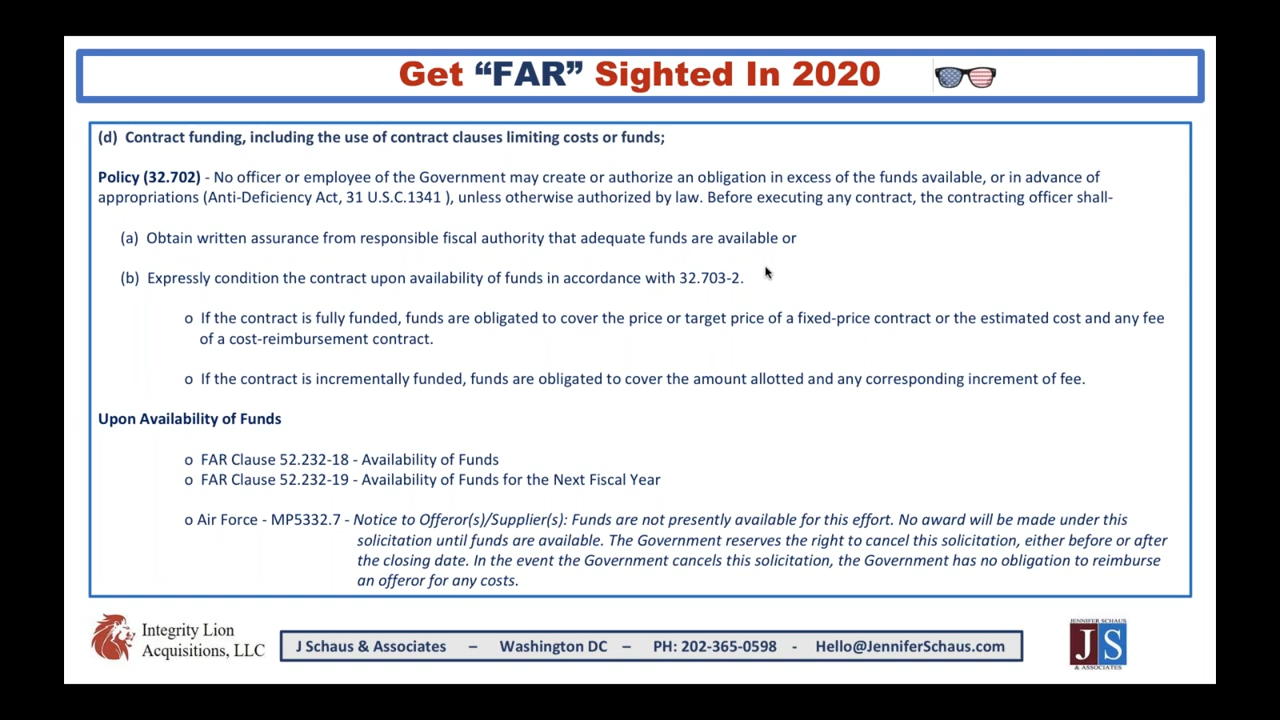 Get “FAR” Sighted In 2020
(d) Contract funding, including the use of contract clauses limiting costs or funds;
Policy (32.702) - No officer or employee of the Government may create or authorize an obligation in excess of the funds available, or in advance of
appropriations (Anti-Deficiency Act, 31 U.S.C.1341 ), unless otherwise authorized by law. Before executing any contract, the contracting officer shall-
(a) Obtain written assurance from responsible fiscal authority that adequate funds are available or
(b) Expressly condition the contract upon availability of funds in accordance with 32.703-2.
o If the contract is fully funded, funds are obligated to cover the price or target price of a fixed-price contract or the estimated cost and any fee
of a cost-reimbursement contract.
o If the contract is incrementally funded, funds are obligated to cover the amount allotted and any corresponding increment of fee.
Upon Availability of Funds
o FAR Clause 52.232-18 - Availability of Funds
o FAR Clause 52.232-19 - Availability of Funds for the Next Fiscal Year
o Air Force - MP5332.7 - Notice to Offeror(s)/Supplier(s): Funds are not presently available for this effort. No award will be made under this
solicitation until funds are available. The Government reserves the right to cancel this solicitation, either before or after
the closing date. In the event the Government cancels this solicitation, the Government has no obligation to reimburse
an offeror for any costs.
Integrity Lion
Acquisitions, LLC
J Schaus & Associates – Washington DC – PH: 202-365-0598 - Hello@JenniferSchaus.com
JENNIFER SCHAUS
JS
& ASSOCIATES